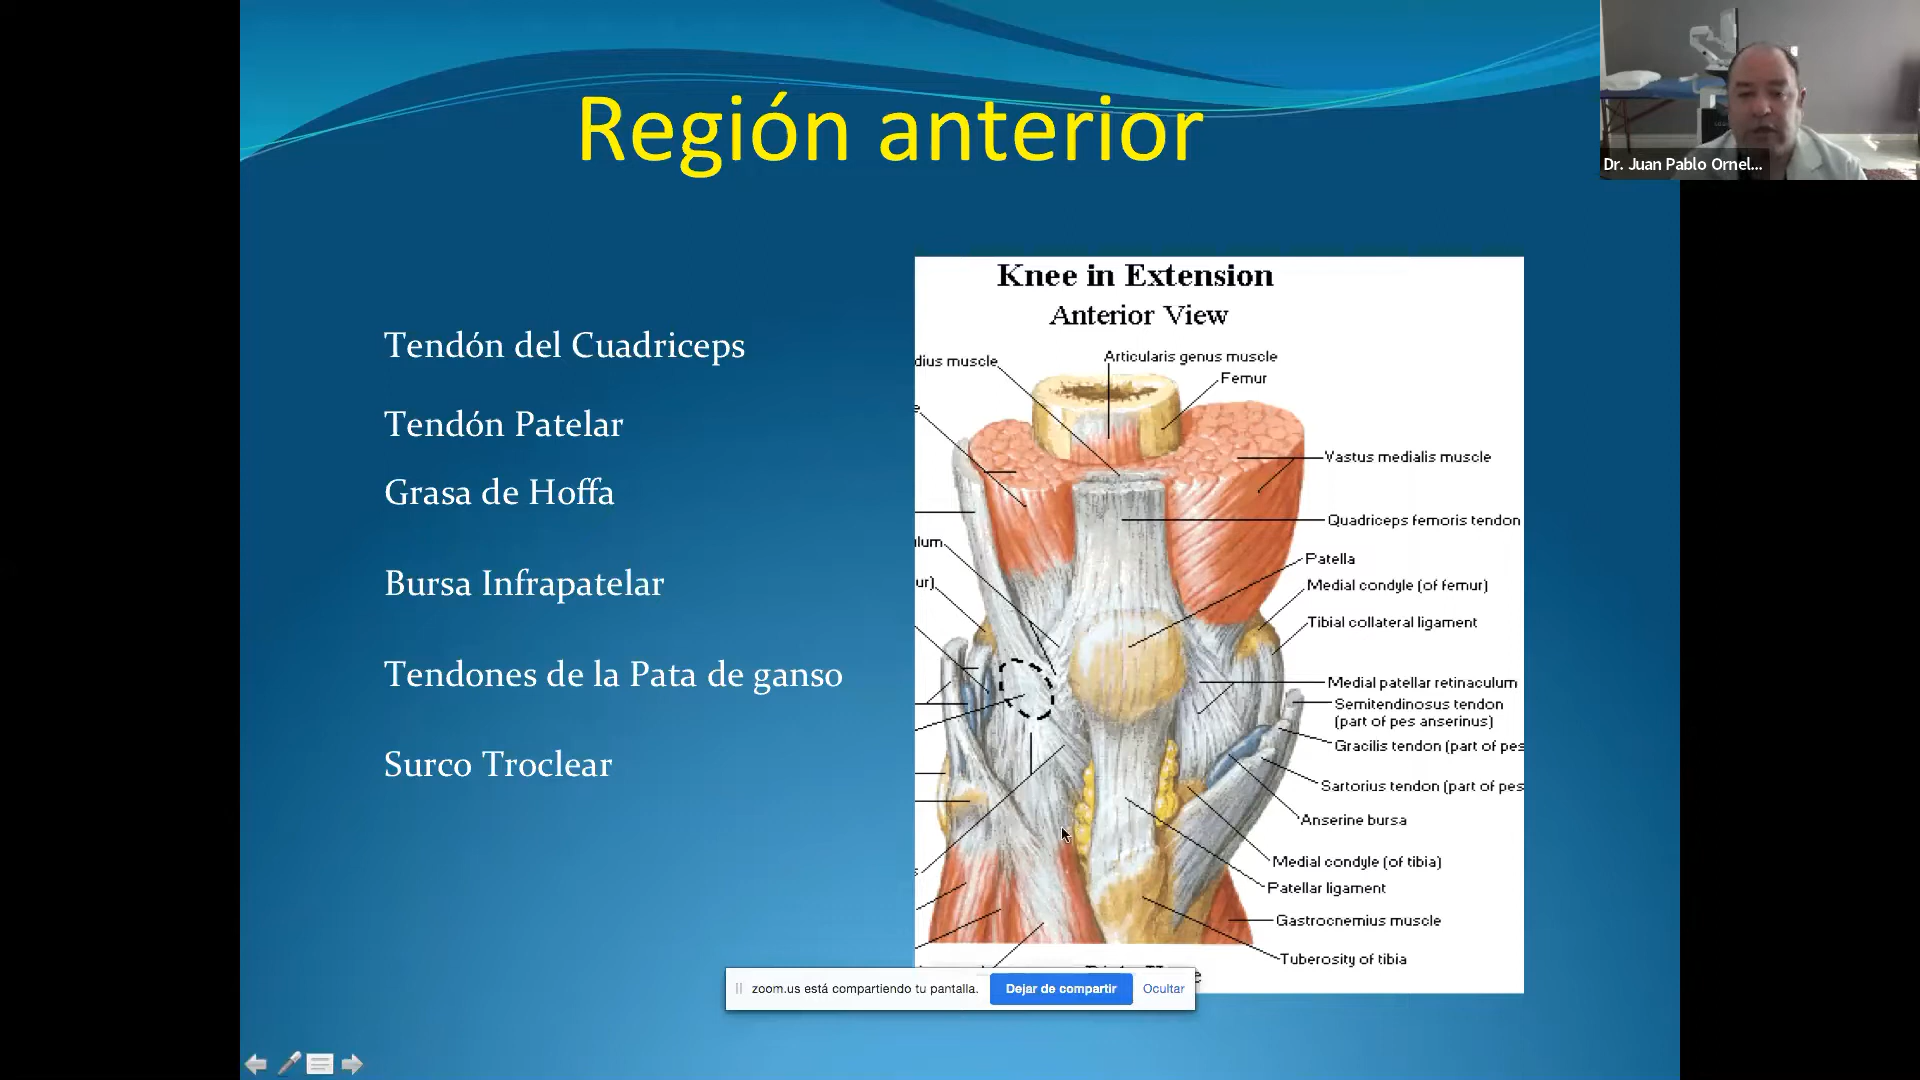 Región anterior
Dr. Juan Pablo Ornel...
Tendón del Cuadriceps
Tendón Patelar
Grasa de Hoffa
Bursa Infrapatelar
Tendones de la Pata de ganso
Surco Troclear
Knee in Extension
Anterior View
dius muscle
Articularis genus muscle
Femur
Vastus medialis muscle
Quadriceps femoris tendon
Patella
Medial condyle (of femur)
Tibial collateral ligament
Medial patellar retinaculum
Semitendinosus tendon
(part of pes anserinus)
Gracilis tendon (part of pes
Sartorius tendon (part of pes
Anserine bursa
Medial condyle (of tibia)
Patellar ligament
Gastrocnemius muscle
Tuberosity of tibia
lum
ur)
zoom.us está compartiendo tu pantalla.
Dejar de compartir
Ocultar